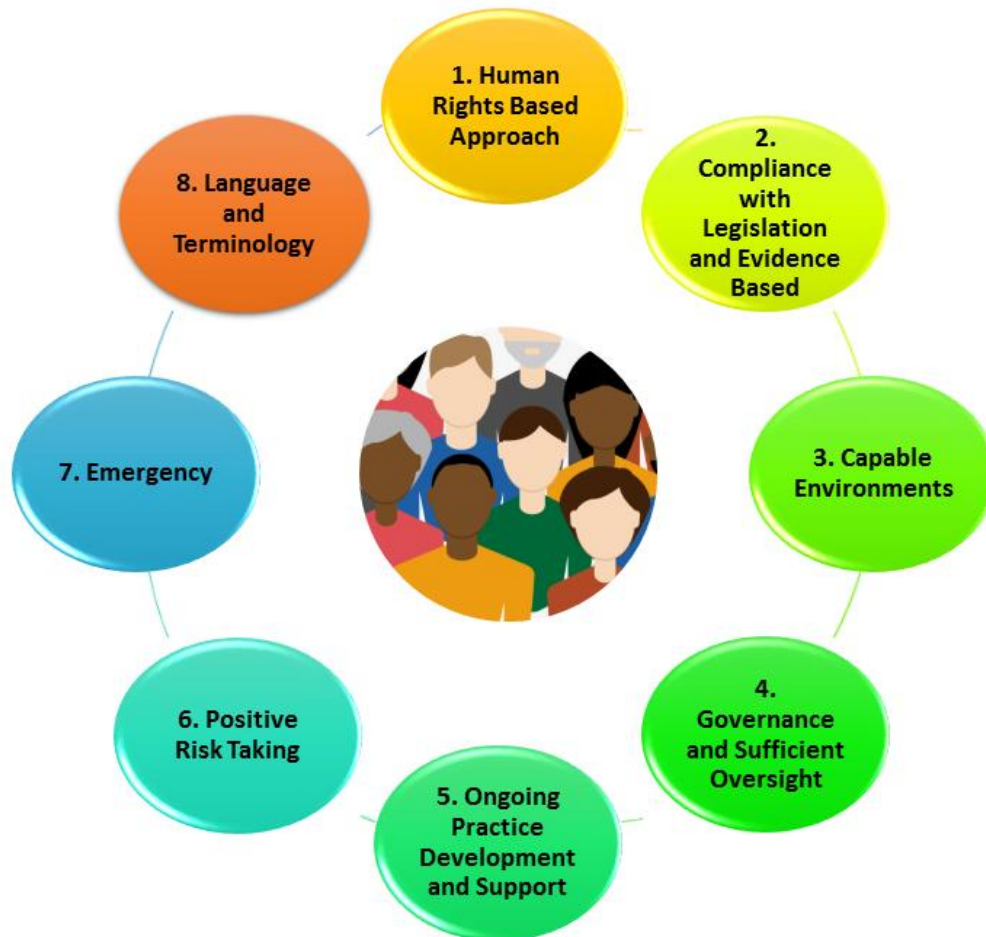 1. Human
Rights Based
Approach
2.
Compliance
with
Legislation
and Evidence
Based
3. Capable
Environments
4.
Governance
and Sufficient
Oversight
5. Ongoing
Practice
Development
and Support
6. Positive
Risk Taking
7. Emergency
8. Language
and
Terminology